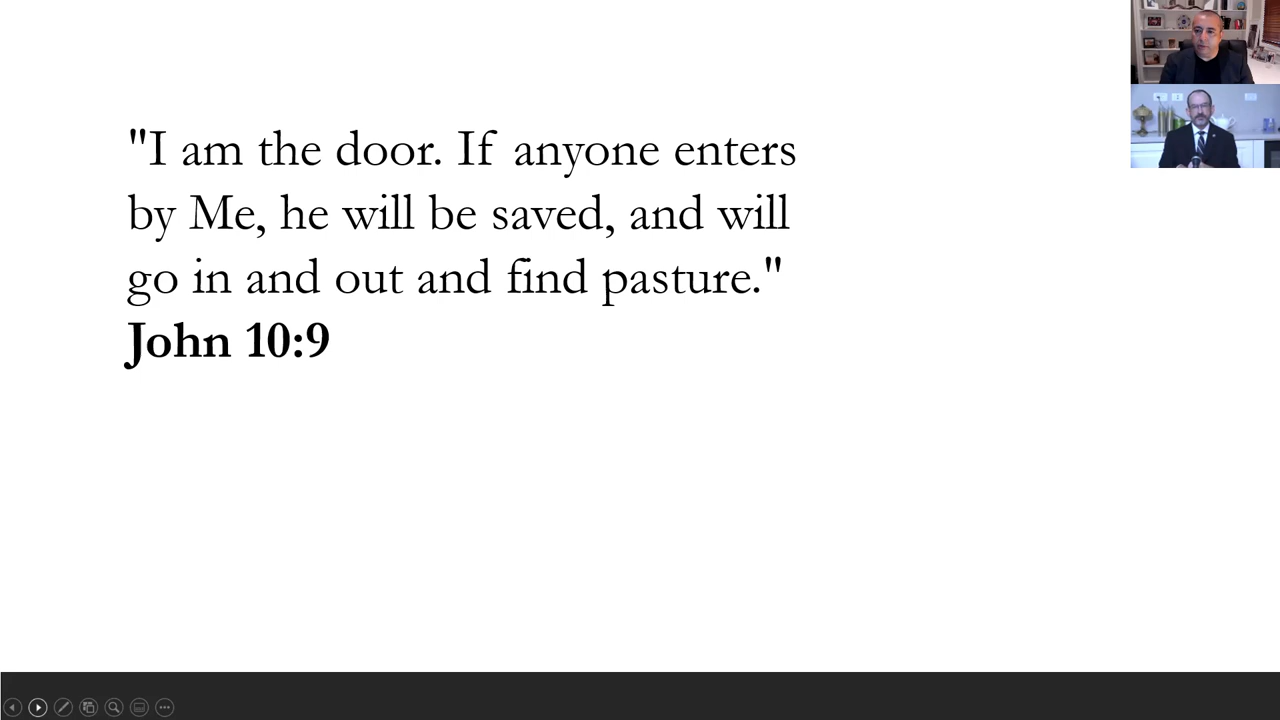 "I am the door. If anyone enters
by Me, he will be saved, and will
go in and out and find pasture."
John 10:9